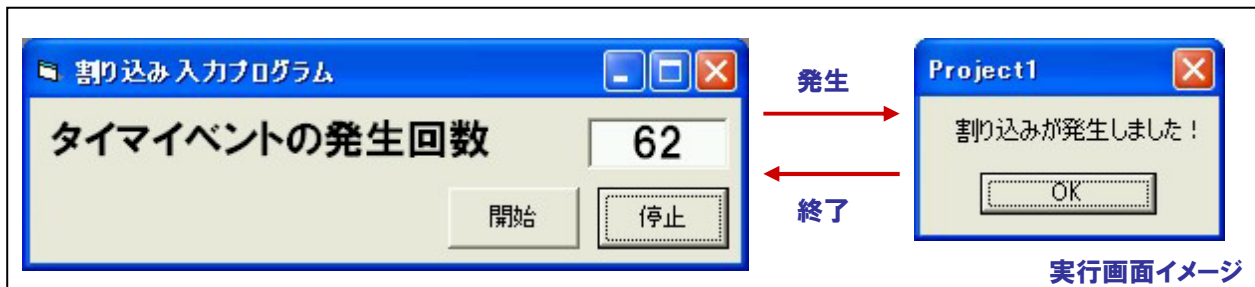 割り込み入力プログラム
タイマイベントの発生回数
62
開始
停止
発生
終了
Project1
割り込みが発生しました！
OK
実行画面イメージ